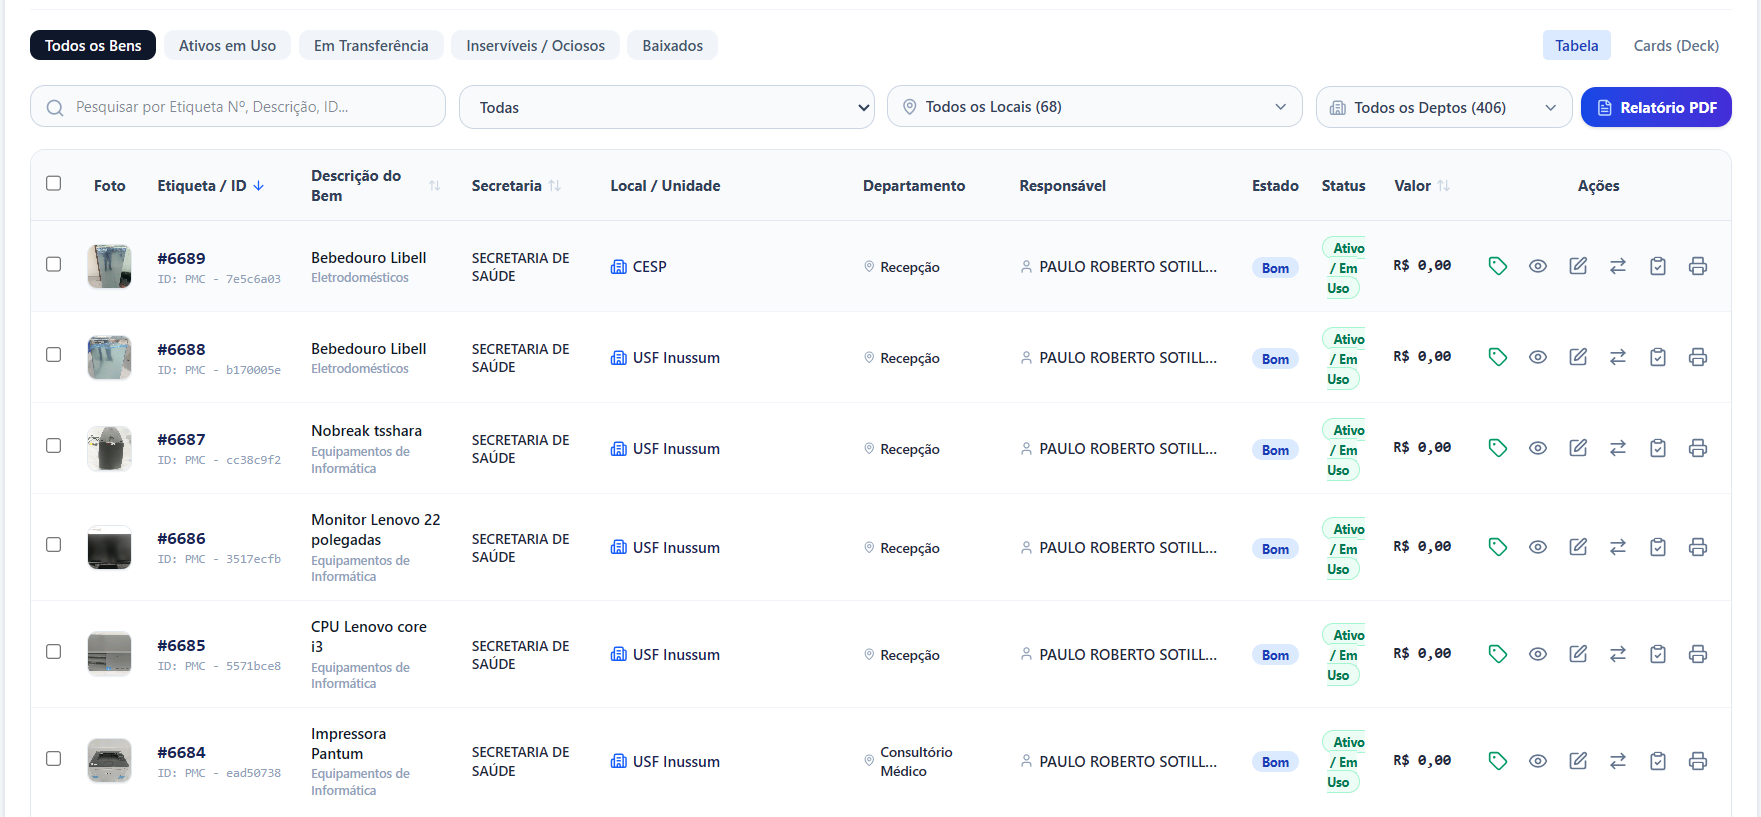 Todos os Bens
Ativos em Uso
Em Transferência
Inservíveis / Ociosos
Baixados
Tabela
Cards (Deck)
Pesquisar por Etiqueta Nº, Descrição, ID...
Todas
Todos os Locais (68)
Todos os Deptos (406)
Relatório PDF
Foto
Etiqueta / ID
Descrição do
Bem
Secretaria
Local / Unidade
Departamento
Responsável
Estado
Status
Valor
Ações
#6689
ID: PMC - 7e5c6a03
Bebedouro Libell
Eletrodomésticos
SECRETARIA DE
SAÚDE
CESP
Recepção
PAULO ROBERTO SOTILL...
Bom
Ativo
/ Em
Uso
R$ 0,00
#6688
ID: PMC - b170005e
Bebedouro Libell
Eletrodomésticos
SECRETARIA DE
SAÚDE
USF Inussum
Recepção
PAULO ROBERTO SOTILL...
Bom
Ativo
/ Em
Uso
R$ 0,00
#6687
ID: PMC - cc38c9f2
Nobreak tsshara
Equipamentos de
Informática
SECRETARIA DE
SAÚDE
USF Inussum
Recepção
PAULO ROBERTO SOTILL...
Bom
Ativo
/ Em
Uso
R$ 0,00
#6686
ID: PMC - 3517ecfb
Monitor Lenovo 22
polegadas
Equipamentos de
Informática
SECRETARIA DE
SAÚDE
USF Inussum
Recepção
PAULO ROBERTO SOTILL...
Bom
Ativo
/ Em
Uso
R$ 0,00
#6685
ID: PMC - 5571bce8
CPU Lenovo core
i3
Equipamentos de
Informática
SECRETARIA DE
SAÚDE
USF Inussum
Recepção
PAULO ROBERTO SOTILL...
Bom
Ativo
/ Em
Uso
R$ 0,00
#6684
ID: PMC - ead50738
Impressora
Pantum
Equipamentos de
Informática
SECRETARIA DE
SAÚDE
USF Inussum
Consultório
Médico
PAULO ROBERTO SOTILL...
Bom
Ativo
/ Em
Uso
R$ 0,00